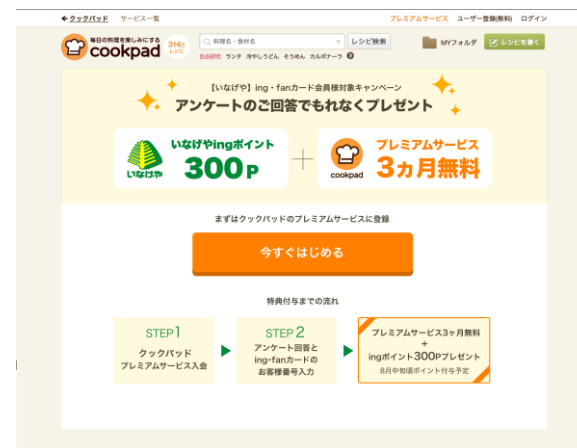 クックパッド サービス一覧 プレミアムサービス ユーザー登録(無料) ログイン
毎日の料理を楽しみにする
cookpad
314万
レシピ
料理名・食材名 レシピ検索 MYフォルダ レシピを書く
自由研究 ランチ 冷やしうどん そうめん カルボナーラ
【いなげや】ing・fanカード会員様対象キャンペーン
アンケートのご回答でもれなくプレゼント
いなげや
いなげやingポイント
300P
+
cookpad
プレミアムサービス
3ヵ月無料
まずはクックパッドのプレミアムサービスに登録
今すぐはじめる
特典付与までの流れ
STEP1
クックパッド
プレミアムサービス入会
STEP2
アンケート回答と
ing・fanカードの
お客様番号入力
プレミアムサービス3ヶ月無料
+
ingポイント300Pプレゼント
8月中旬頃ポイント付与予定